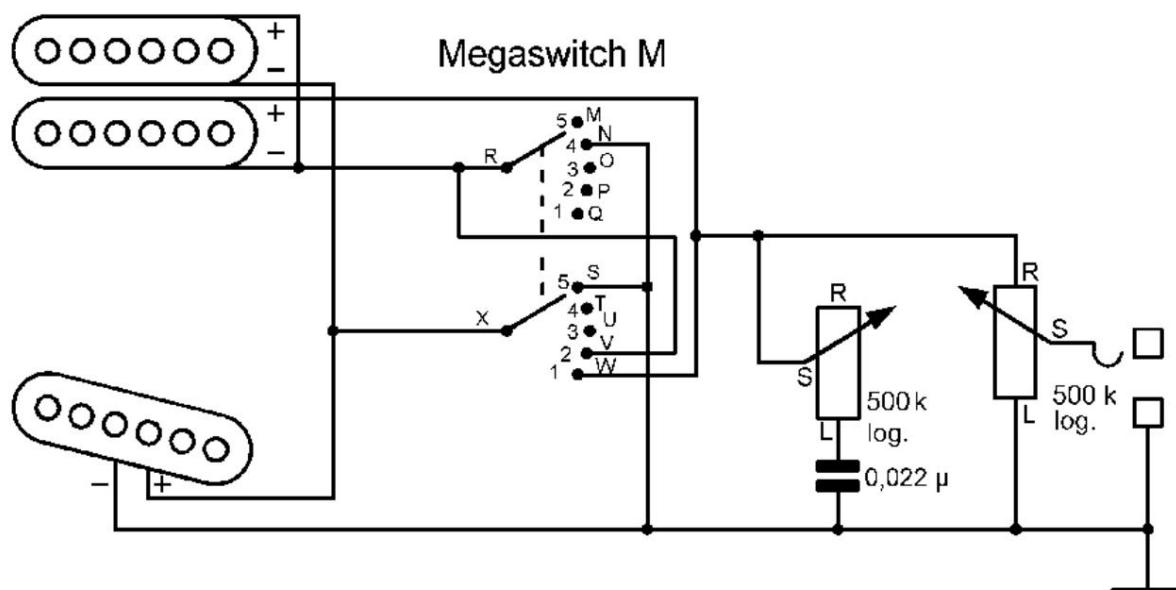 Megaswitch M
+
−
+
−
5 M
4 N
R
3 O
2 P
1 Q
5 S
4 T
X
3 U
2 V
1 W
R
S
L
500 k
log.
0,022 µ
R
S
L
500 k
log.
− +